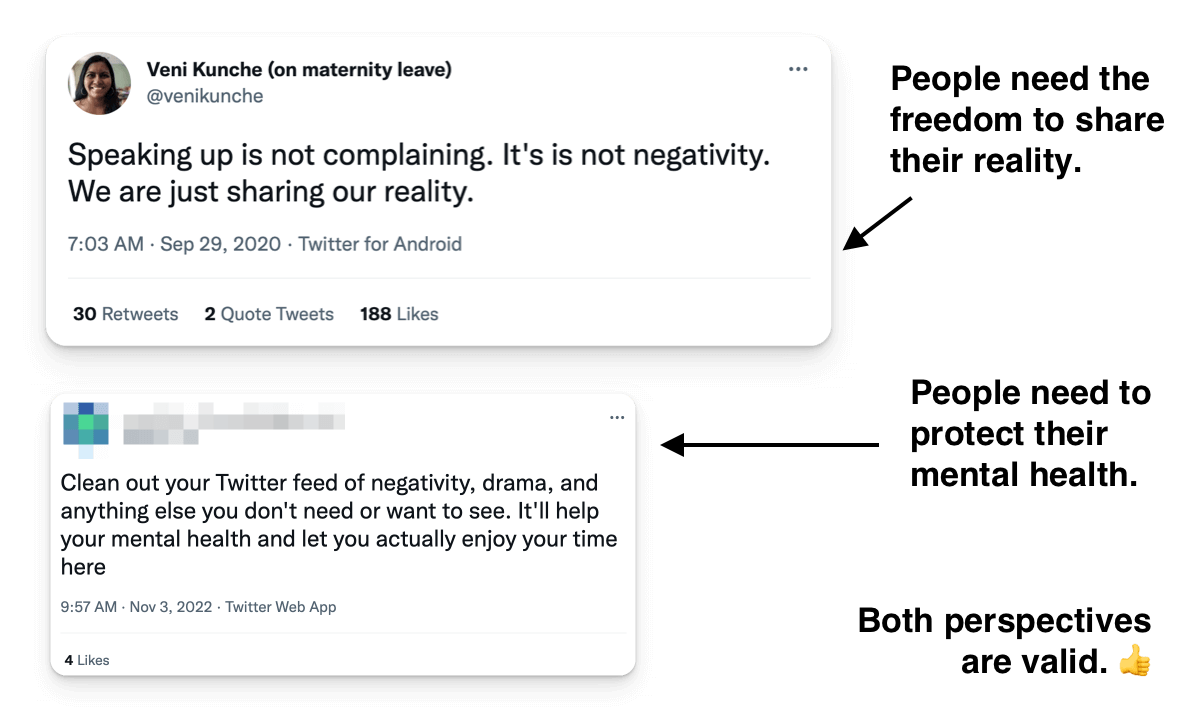 Veni Kunche (on maternity leave)
@venikunche
Speaking up is not complaining. It's is not negativity.
We are just sharing our reality.
7:03 AM · Sep 29, 2020 · Twitter for Android
30 Retweets 2 Quote Tweets 188 Likes
People need the
freedom to share
their reality.
Clean out your Twitter feed of negativity, drama, and
anything else you don't need or want to see. It'll help
your mental health and let you actually enjoy your time
here
9:57 AM · Nov 3, 2022 · Twitter Web App
4 Likes
People need to
protect their
mental health.
Both perspectives
are valid. 👍